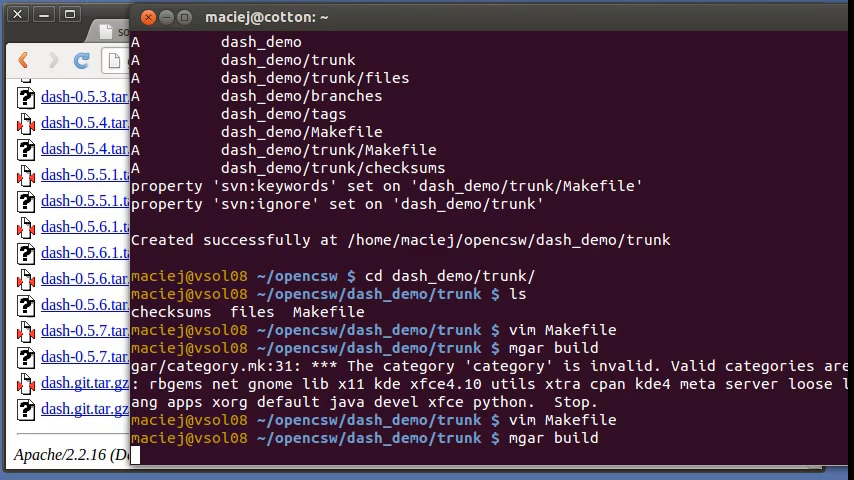 maciej@cotton: ~
so
A dash_demo
A dash_demo/trunk
A dash_demo/trunk/files
A dash_demo/branches
A dash_demo/tags
A dash_demo/Makefile
A dash_demo/trunk/Makefile
A dash_demo/trunk/checksums
property 'svn:keywords' set on 'dash_demo/trunk/Makefile'
property 'svn:ignore' set on 'dash_demo/trunk'
Created successfully at /home/maciej/opencsw/dash_demo/trunk
maciej@vsol08 ~/opencsw $ cd dash_demo/trunk/
maciej@vsol08 ~/opencsw/dash_demo/trunk $ ls
checksums files Makefile
maciej@vsol08 ~/opencsw/dash_demo/trunk $ vim Makefile
maciej@vsol08 ~/opencsw/dash_demo/trunk $ mgar build
gar/category.mk:31: *** The category 'category' is invalid. Valid categories are
: rbgems net gnome lib x11 kde xfce4.10 utils xtra cpan kde4 meta server loose l
ang apps xorg default java devel xfce python. Stop.
maciej@vsol08 ~/opencsw/dash_demo/trunk $ vim Makefile
maciej@vsol08 ~/opencsw/dash_demo/trunk $ mgar build
dash-0.5.3.tar.
dash-0.5.4.tar.
dash-0.5.4.tar.
dash-0.5.5.1.ta
dash-0.5.5.1.ta
dash-0.5.6.1.ta
dash-0.5.6.1.ta
dash-0.5.6.tar.
dash-0.5.6.tar.
dash-0.5.7.tar.
dash-0.5.7.tar.
dash.git.tar.gz
dash.git.tar.gz
Apache/2.2.16 (D